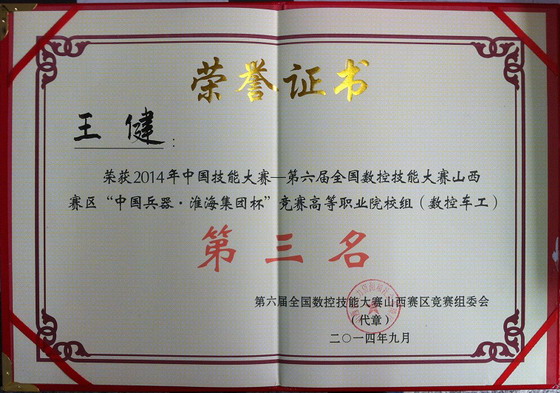 荣誉证书
王健：
荣获2014年中国技能大赛—第六届全国数控技能大赛山西
赛区“中国兵器·淮海集团杯”竞赛高等职业院校组（数控车工）
第三名
第六届全国数控技能大赛山西赛区竞赛组委会
（代章）
二〇一四年九月